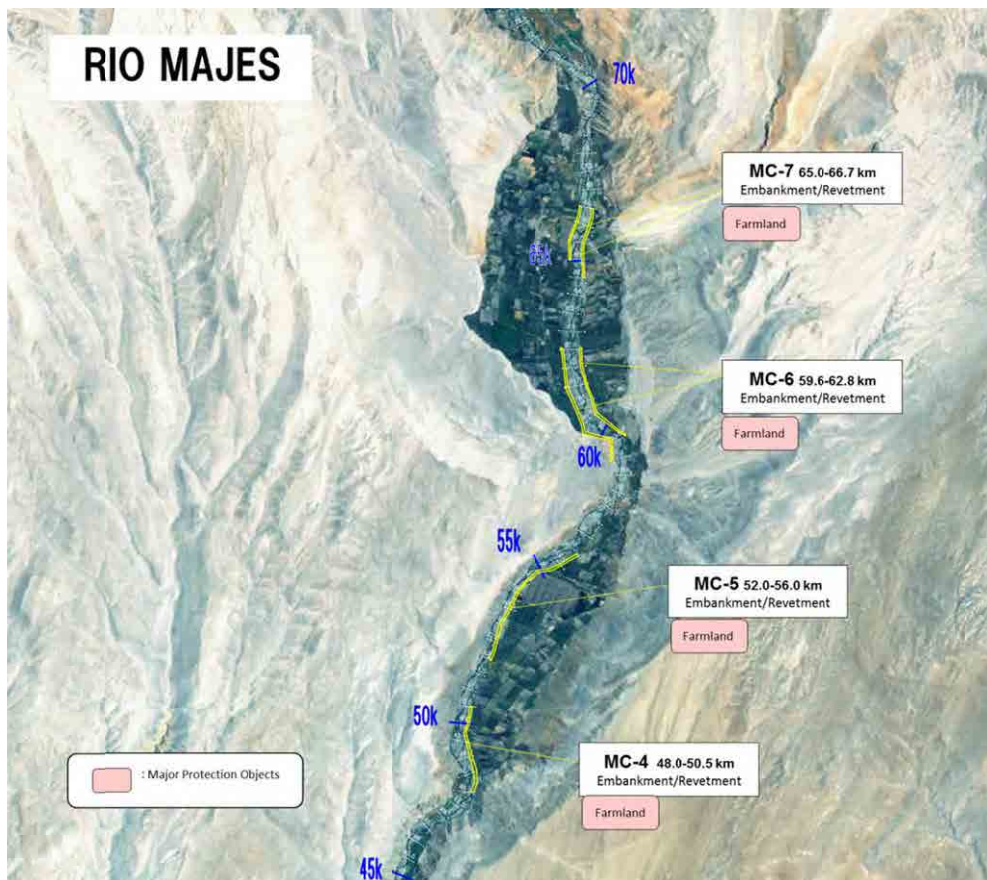 RIO MAJES
70k
MC-7 65.0-66.7 km
Embankment/Revetment
Farmland
65k
MC-6 59.6-62.8 km
Embankment/Revetment
Farmland
60k
55k
MC-5 52.0-56.0 km
Embankment/Revetment
Farmland
50k
MC-4 48.0-50.5 km
Embankment/Revetment
: Major Protection Objects
Farmland
45k